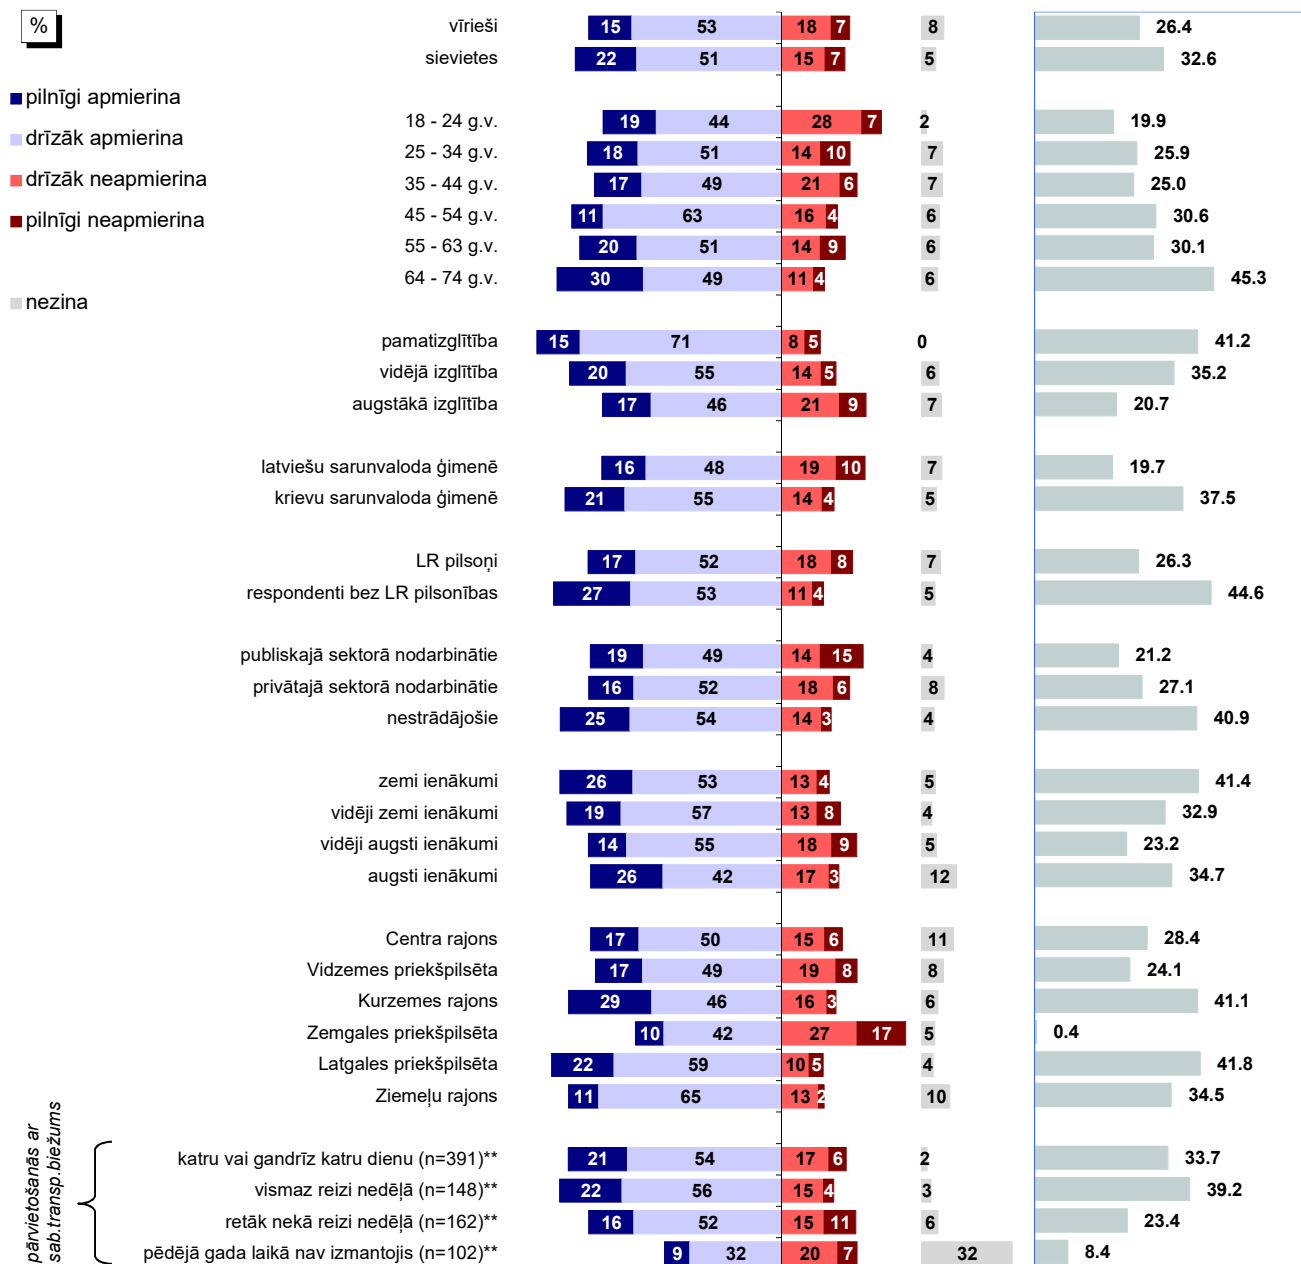 %
pilnīgi apmierina
drīzāk apmierina
drīzāk neapmierina
pilnīgi neapmierina
nezina
vīrieši 15 53 18 7 8 26.4
sievietes 22 51 15 7 5 32.6
18 - 24 g.v. 19 44 28 7 2 19.9
25 - 34 g.v. 18 51 14 10 7 25.9
35 - 44 g.v. 17 49 21 6 7 25.0
45 - 54 g.v. 11 63 16 4 6 30.6
55 - 63 g.v. 20 51 14 9 6 30.1
64 - 74 g.v. 30 49 11 4 6 45.3
pamatizglītība 15 71 8 5 0 41.2
vidējā izglītība 20 55 14 5 6 35.2
augstākā izglītība 17 46 21 9 7 20.7
latviešu sarunvaloda ģimenē 16 48 19 10 7 19.7
krievu sarunvaloda ģimenē 21 55 14 4 5 37.5
LR pilsoņi 17 52 18 8 7 26.3
respondenti bez LR pilsonības 27 53 11 4 5 44.6
publiskajā sektorā nodarbinātie 19 49 14 15 4 21.2
privātajā sektorā nodarbinātie 16 52 18 6 8 27.1
nestrādājošie 25 54 14 3 4 40.9
zemi ienākumi 26 53 13 4 5 41.4
vidēji zemi ienākumi 19 57 13 8 4 32.9
vidēji augsti ienākumi 14 55 18 9 5 23.2
augsti ienākumi 26 42 17 3 12 34.7
Centra rajons 17 50 15 6 11 28.4
Vidzemes priekšpilsēta 17 49 19 8 8 24.1
Kurzemes rajons 29 46 16 3 6 41.1
Zemgales priekšpilsēta 10 42 27 17 5 0.4
Latgales priekšpilsēta 22 59 10 5 4 41.8
Ziemeļu rajons 11 65 13 2 10 34.5
pārvietošanās ar
sab.transp.biežums
katru vai gandrīz katru dienu (n=391)** 21 54 17 6 2 33.7
vismaz reizi nedēļā (n=148)** 22 56 15 4 3 39.2
retāk nekā reizi nedēļā (n=162)** 16 52 15 11 6 23.4
pēdējā gada laikā nav izmantojis (n=102)** 9 32 20 7 32 8.4